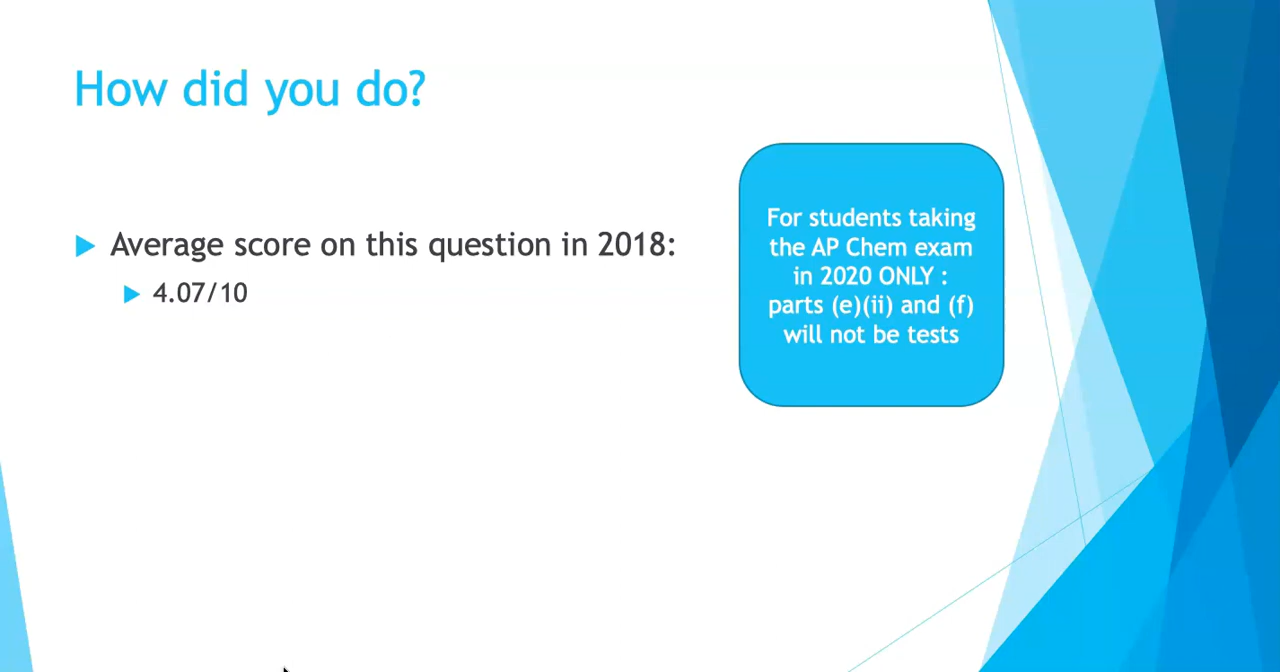 How did you do?
Average score on this question in 2018:
4.07/10
For students taking
the AP Chem exam
in 2020 ONLY :
parts (e)(ii) and (f)
will not be tests